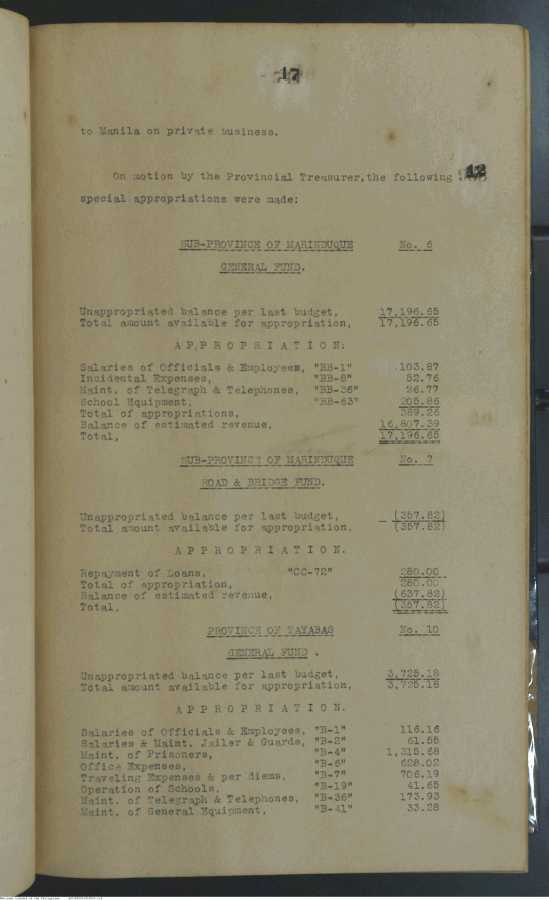 17
to Manila on private business.
12
On motion by the Provincial Treasurer, the following
special appropriations were made:
SUB-PROVINCE OF MARINDUQUE No. 6
GENERAL FUND.
Unappropriated balance per last budget, 17,196.65
Total amount available for appropriation, 17,196.65
A P P R O P R I A T I O N:
Salaries of Officials & Employees, "BB-1" 103.87
Incidental Expenses, "BB-8" 52.76
Maint. of Telegraph & Telephones, "BB-36" 26.77
School Equipment, "BB-63" 205.86
Total of appropriations, 389.26
Balance of estimated revenue, 16,807.39
Total, 17,196.65
SUB-PROVINCE OF MARINDUQUE No. 7
ROAD & BRIDGE FUND.
Unappropriated balance per last budget, (357.82)
Total amount available for appropriation, (357.82)
A P P R O P R I A T I O N.
Repayment of Loans, "CC-72" 280.00
Total of appropriation, 280.00
Balance of estimated revenue, (637.82)
Total, (357.82)
PROVINCE OF TAYABAS No. 10
GENERAL FUND .
Unappropriated balance per last budget, 3,725.18
Total amount available for appropriation, 3,725.18
A P P R O P R I A T I O N.
Salaries of Officials & Employees, "B-1" 116.16
Salaries & Maint. Jailer & Guards, "B-2" 61.55
Maint. of Prisoners, "B-4" 1,315.68
Office Expenses, "B-6" 628.02
Traveling Expenses & per diems, "B-7" 706.19
Operation of Schools, "B-19" 41.65
Maint. of Telegraph & Telephones, "B-36" 173.93
Maint. of General Equipment, "B-41" 33.28